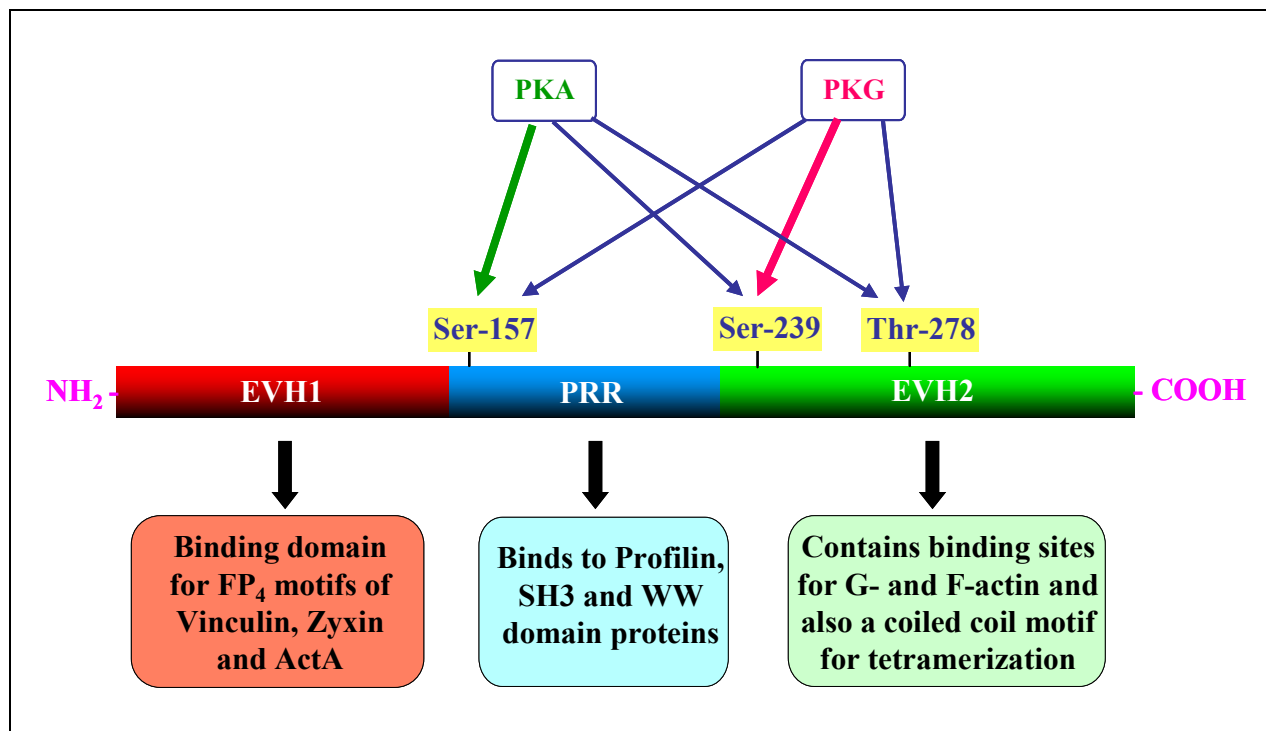 PKA
PKG
Ser-157
Ser-239
Thr-278
NH₂ -
EVH1
PRR
EVH2
- COOH
Binding domain
for FP₄ motifs of
Vinculin, Zyxin
and ActA
Binds to Profilin,
SH3 and WW
domain proteins
Contains binding sites
for G- and F-actin and
also a coiled coil motif
for tetramerization